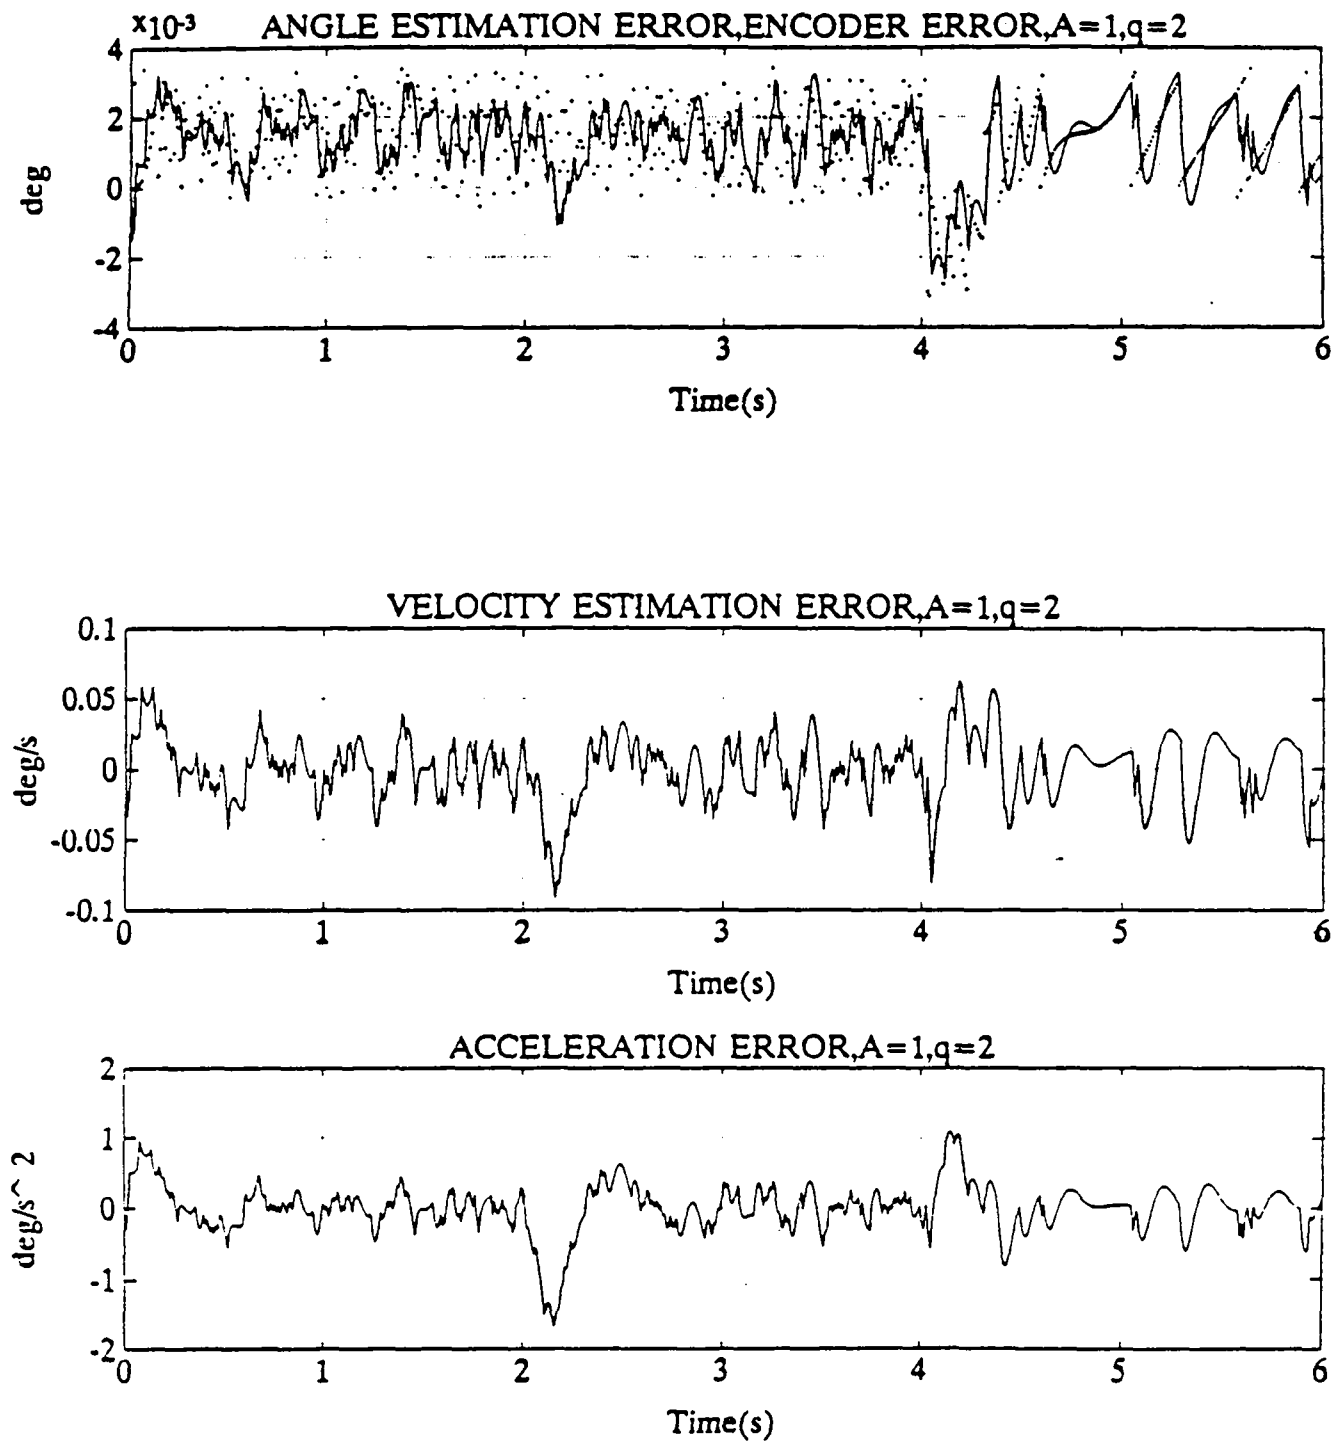 x10-3 ANGLE ESTIMATION ERROR,ENCODER ERROR,A=1,q=2
4
2
0
-2
-4
deg
0 1 2 3 4 5 6
Time(s)
VELOCITY ESTIMATION ERROR,A=1,q=2
0.1
0.05
0
-0.05
-0.1
deg/s
0 1 2 3 4 5 6
Time(s)
ACCELERATION ERROR,A=1,q=2
2
1
0
-1
-2
deg/s^2
0 1 2 3 4 5 6
Time(s)